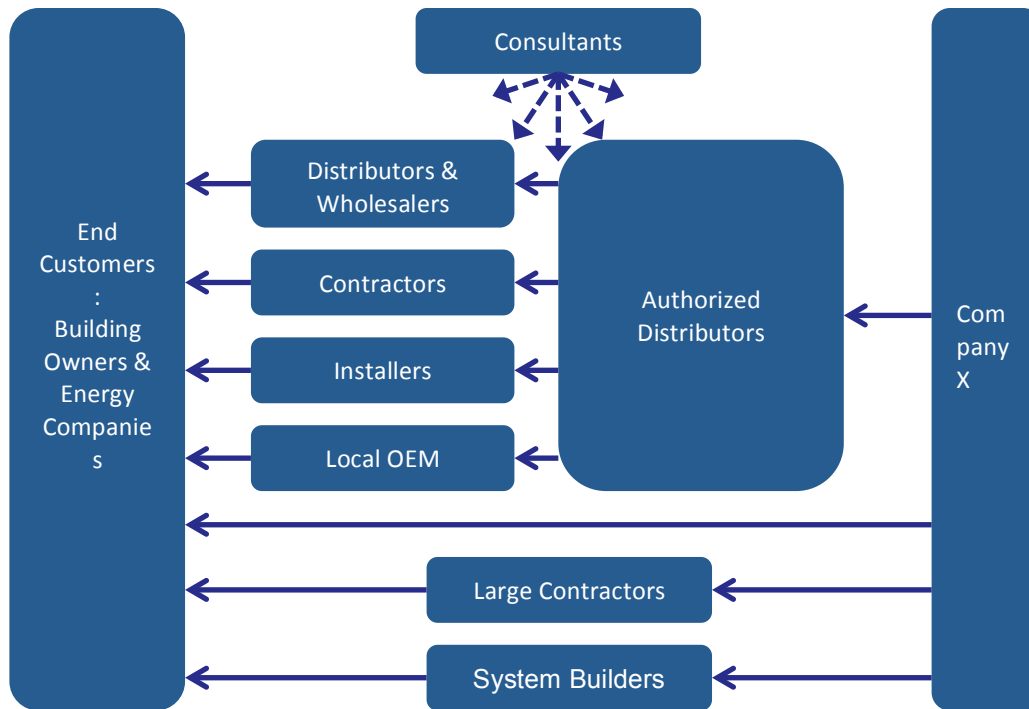 Consultants
Distributors &
Wholesalers
End
Customers
:
Building
Owners &
Energy
Companie
s
Contractors
Authorized
Distributors
Com
pany
X
Installers
Local OEM
Large Contractors
System Builders